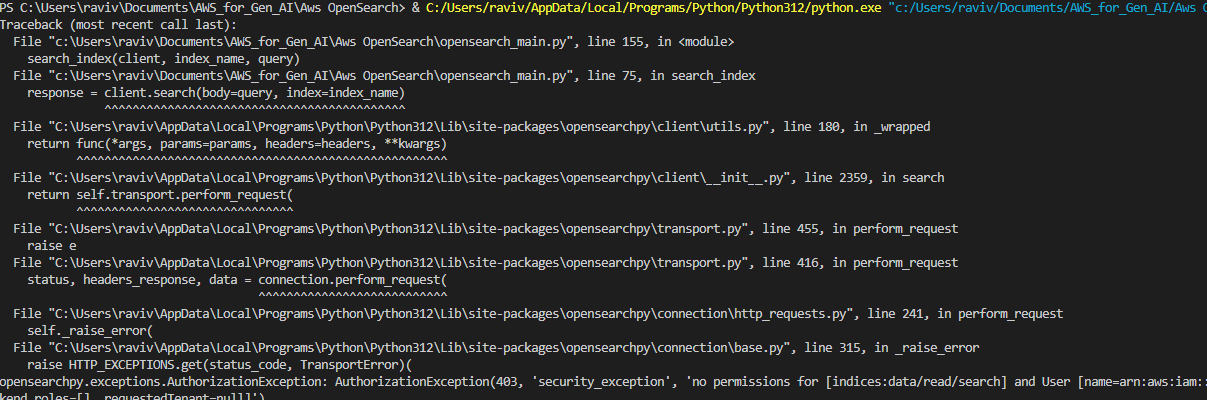 PS C:\Users\raviv\Documents\AWS_for_Gen_AI\Aws OpenSearch> & C:/Users/raviv/AppData/Local/Programs/Python/Python312/python.exe "c:/Users/raviv/Documents/AWS_for_Gen_AI/Aws O
Traceback (most recent call last):
  File "c:\Users\raviv\Documents\AWS_for_Gen_AI\Aws OpenSearch\opensearch_main.py", line 155, in <module>
    search_index(client, index_name, query)
  File "c:\Users\raviv\Documents\AWS_for_Gen_AI\Aws OpenSearch\opensearch_main.py", line 75, in search_index
    response = client.search(body=query, index=index_name)
               ^^^^^^^^^^^^^^^^^^^^^^^^^^^^^^^^^^^^^^^^^^^
  File "C:\Users\raviv\AppData\Local\Programs\Python\Python312\Lib\site-packages\opensearchpy\client\utils.py", line 180, in _wrapped
    return func(*args, params=params, headers=headers, **kwargs)
           ^^^^^^^^^^^^^^^^^^^^^^^^^^^^^^^^^^^^^^^^^^^^^^^^^^^^^
  File "C:\Users\raviv\AppData\Local\Programs\Python\Python312\Lib\site-packages\opensearchpy\client\__init__.py", line 2359, in search
    return self.transport.perform_request(
           ^^^^^^^^^^^^^^^^^^^^^^^^^^^^^^^
  File "C:\Users\raviv\AppData\Local\Programs\Python\Python312\Lib\site-packages\opensearchpy\transport.py", line 455, in perform_request
    raise e
  File "C:\Users\raviv\AppData\Local\Programs\Python\Python312\Lib\site-packages\opensearchpy\transport.py", line 416, in perform_request
    status, headers_response, data = connection.perform_request(
                                     ^^^^^^^^^^^^^^^^^^^^^^^^^^^
  File "C:\Users\raviv\AppData\Local\Programs\Python\Python312\Lib\site-packages\opensearchpy\connection\http_requests.py", line 241, in perform_request
    self._raise_error(
  File "C:\Users\raviv\AppData\Local\Programs\Python\Python312\Lib\site-packages\opensearchpy\connection\base.py", line 315, in _raise_error
    raise HTTP_EXCEPTIONS.get(status_code, TransportError)(
opensearchpy.exceptions.AuthorizationException: AuthorizationException(403, 'security_exception', 'no permissions for [indices:data/read/search] and User [name=arn:aws:iam::
kend_roles=[], requestedTenant=null]')